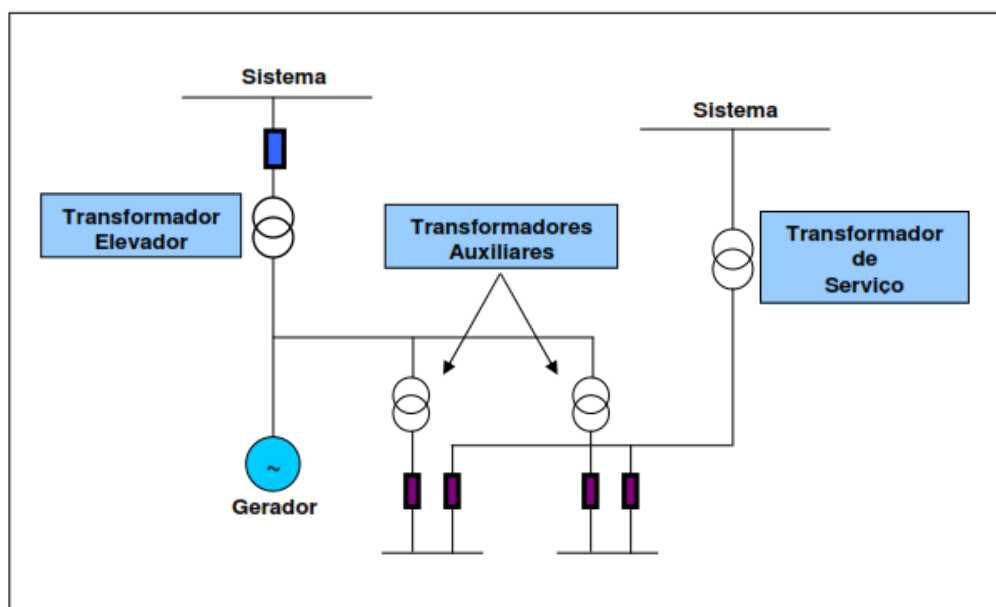 Sistema
Sistema
Transformador
Elevador
Transformadores
Auxiliares
Transformador
de
Serviço
~
Gerador